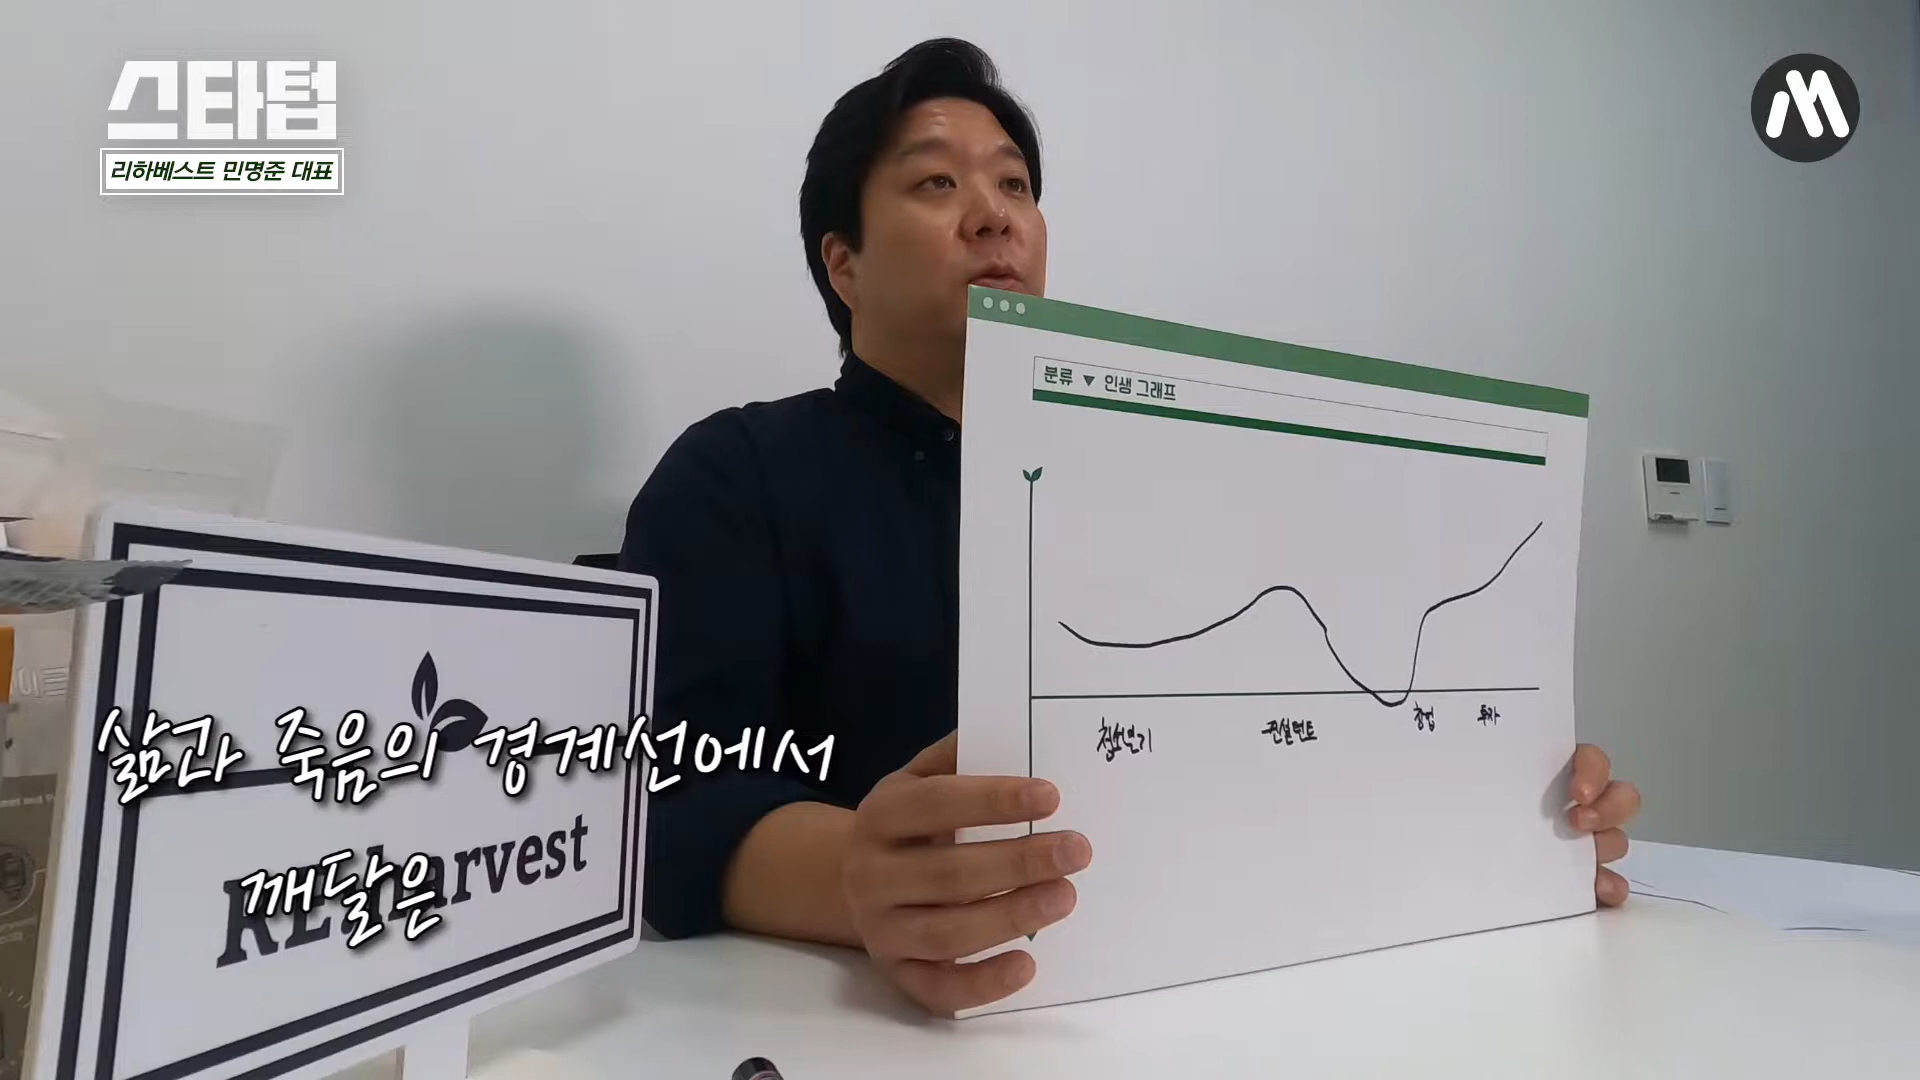 스타텁
리하베스트 민명준 대표
분류 ▼ 인생 그래프
청소년기
컨설턴트
창업
투자
삶과 죽음의 경계선에서
깨달은
REharvest